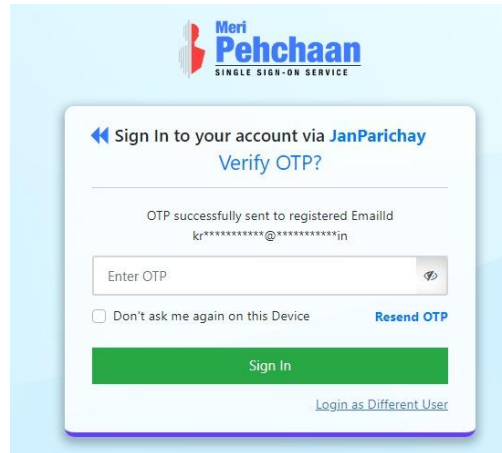 Meri
Pehchaan
SINGLE SIGN-ON SERVICE
Sign In to your account via JanParichay
Verify OTP?
OTP successfully sent to registered EmailId
kr***********@***********in
Enter OTP
Don't ask me again on this Device Resend OTP
Sign In
Login as Different User